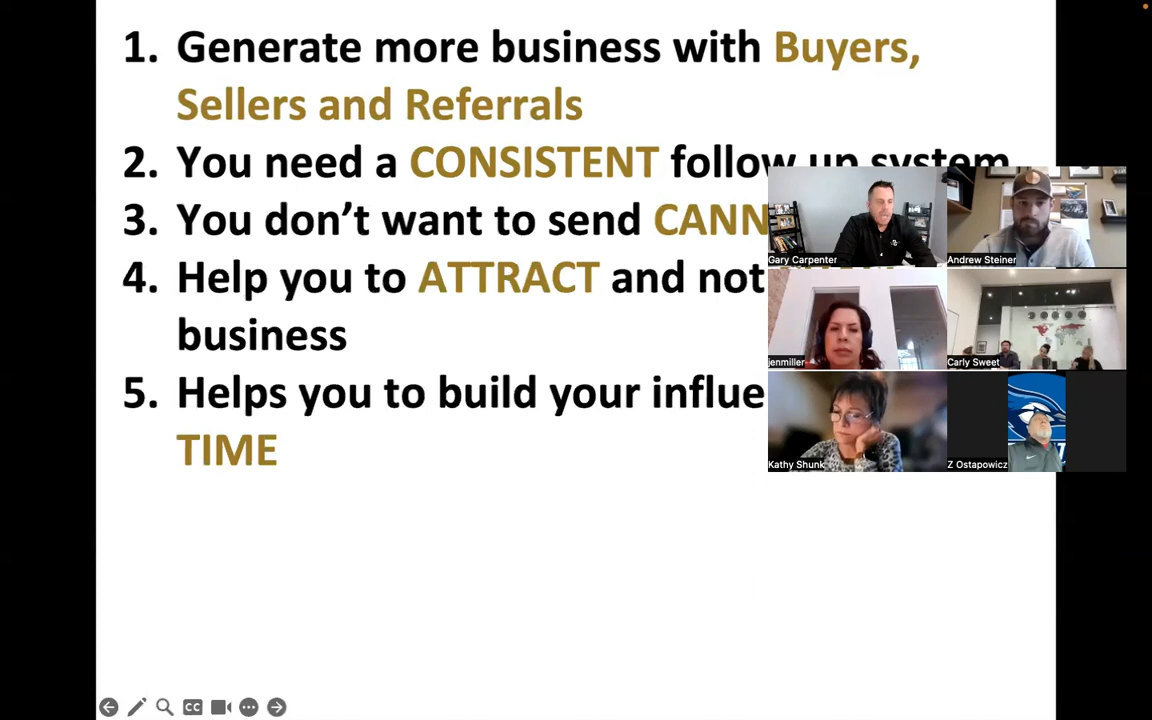 1. Generate more business with Buyers,
Sellers and Referrals
2. You need a CONSISTENT follow up system
3. You don’t want to send CANN
4. Help you to ATTRACT and not
business
5. Helps you to build your influe
TIME
Gary Carpenter
Andrew Steiner
jenmiller
Carly Sweet
Kathy Shunk
Z Ostapowicz
CC